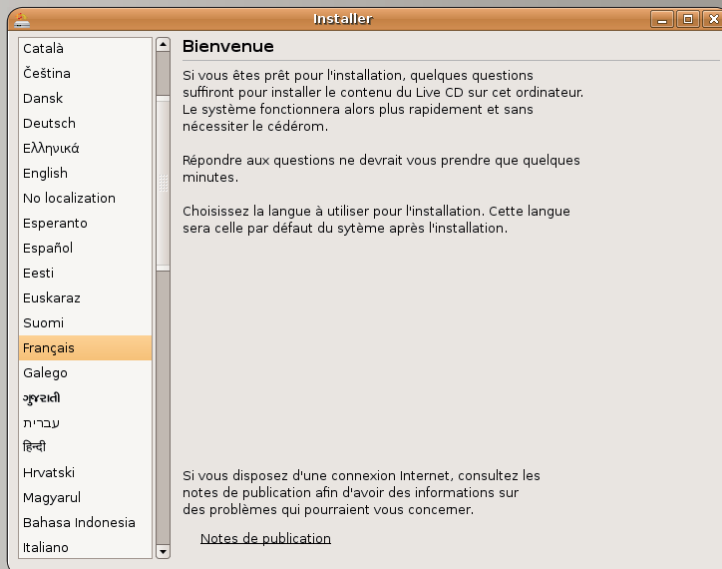 Installer
Català
Čeština
Dansk
Deutsch
Ελληνικά
English
No localization
Esperanto
Español
Eesti
Euskaraz
Suomi
Français
Galego
ગુજરાતી
עברית
हिन्दी
Hrvatski
Magyarul
Bahasa Indonesia
Italiano
Bienvenue
Si vous êtes prêt pour l'installation, quelques questions
suffiront pour installer le contenu du Live CD sur cet ordinateur.
Le système fonctionnera alors plus rapidement et sans
nécessiter le cédérom.
Répondre aux questions ne devrait vous prendre que quelques
minutes.
Choisissez la langue à utiliser pour l'installation. Cette langue
sera celle par défaut du sytème après l'installation.
Si vous disposez d'une connexion Internet, consultez les
notes de publication afin d'avoir des informations sur
des problèmes qui pourraient vous concerner.
Notes de publication